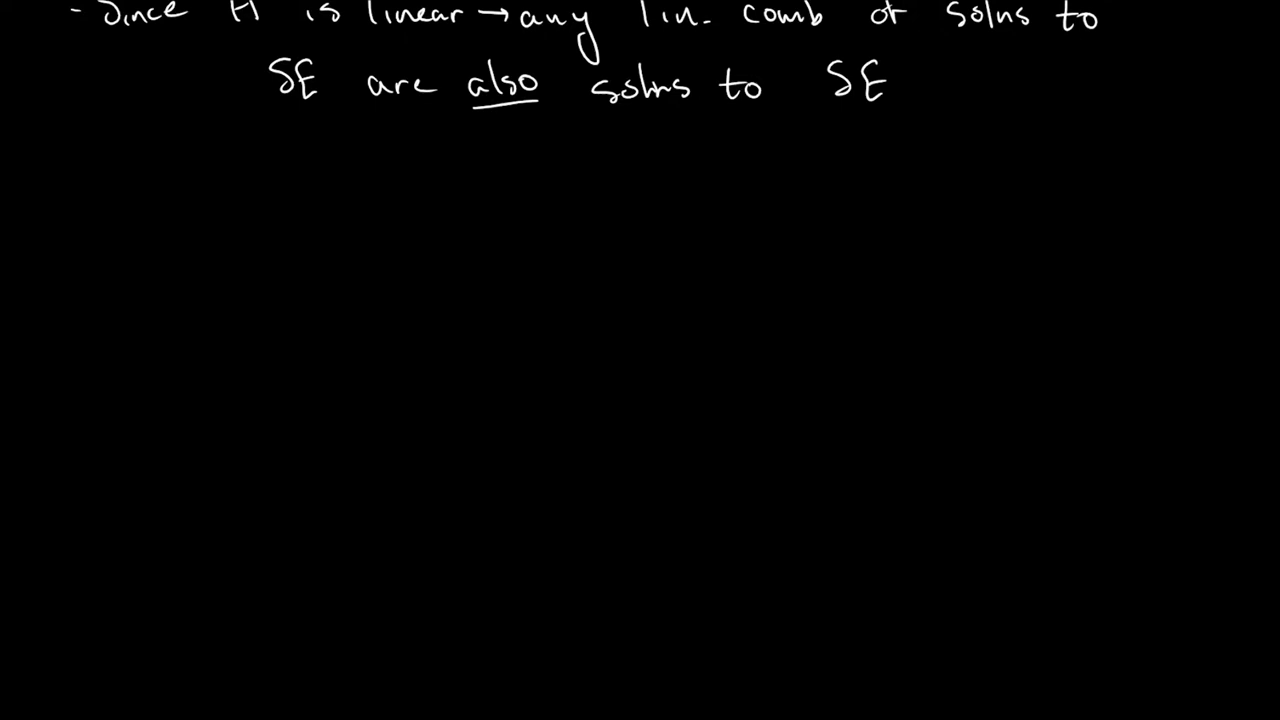 - Since H is linear → any lin. comb of solns to
SE are also solns to SE